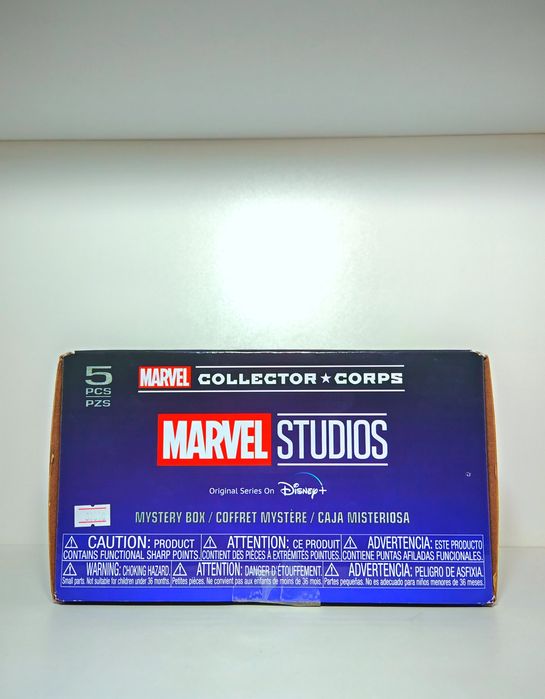 5
PCS
PZS
MARVEL COLLECTOR ★ CORPS
MARVEL STUDIOS
Original Series On Disney+
MYSTERY BOX / COFFRET MYSTÈRE / CAJA MISTERIOSA
⚠ CAUTION: PRODUCT CONTAINS FUNCTIONAL SHARP POINTS.
⚠ ATTENTION: CE PRODUIT CONTIENT DES PIÈCES À EXTRÉMITÉS POINTUES.
⚠ ADVERTENCIA: ESTE PRODUCTO CONTIENE PUNTAS AFILADAS FUNCIONALES.
⚠ WARNING: CHOKING HAZARD.
Small parts. Not suitable for children under 36 months.
⚠ ATTENTION: DANGER D'ÉTOUFFEMENT.
Petites pièces. Ne convient pas aux enfants de moins de 36 mois.
⚠ ADVERTENCIA: PELIGRO DE ASFIXIA.
Partes pequeñas. No es adecuado para niños menores de 36 meses.